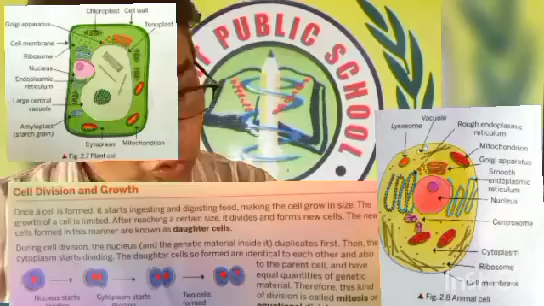 Chloroplast Cell wall
Golgi apparatus
Tonoplast
Cell membrane
Ribosome
Nucleus
Endoplasmic
reticulum
Large central
vacuole
Amyloplast
(starch grain)
Cytoplasm
Mitochondrion
▲ Fig. 2.7 Plant cell
PUBLIC SCHOOL
Vacuole
Lysosome
Rough endoplasmic
reticulum
Mitochondrion
Golgi apparatus
Smooth
endoplasmic
reticulum
Nucleus
Centrosome
Cytoplasm
Ribosome
Cell membrane
▲ Fig. 2.8 Animal cell
Cell Division and Growth
Once a cell is formed, it starts ingesting and digesting food, making the cell grow in size. The
growth of a cell is limited. After reaching a certain size, it divides and forms new cells. The new
cells formed in this manner are known as daughter cells.
During cell division, the nucleus (and the genetic material inside it) duplicates first. Then, the
cytoplasm starts dividing. The daughter cells so formed are identical to each other and also
to the parent cell, and have
equal quantities of genetic
material. Therefore, this kind
of division is called mitosis or
Nucleus starts
Cytoplasm starts
Two cells